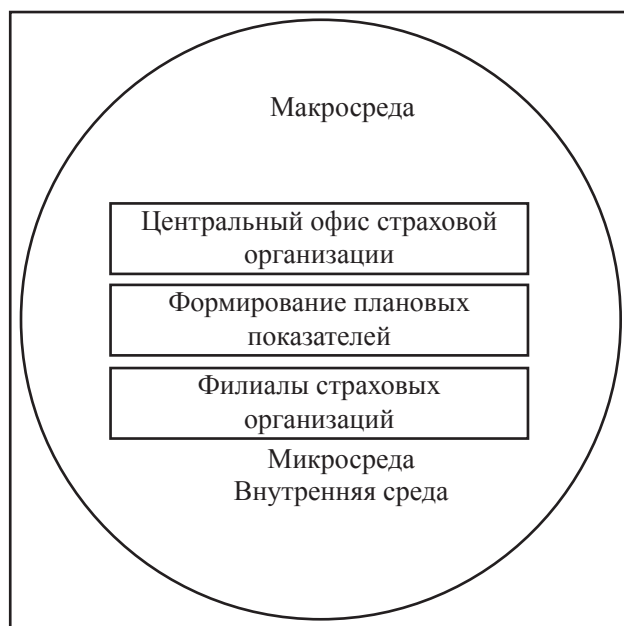 Макросреда
Центральный офис страховой
организации
Формирование плановых
показателей
Филиалы страховых
организаций
Микросреда
Внутренняя среда